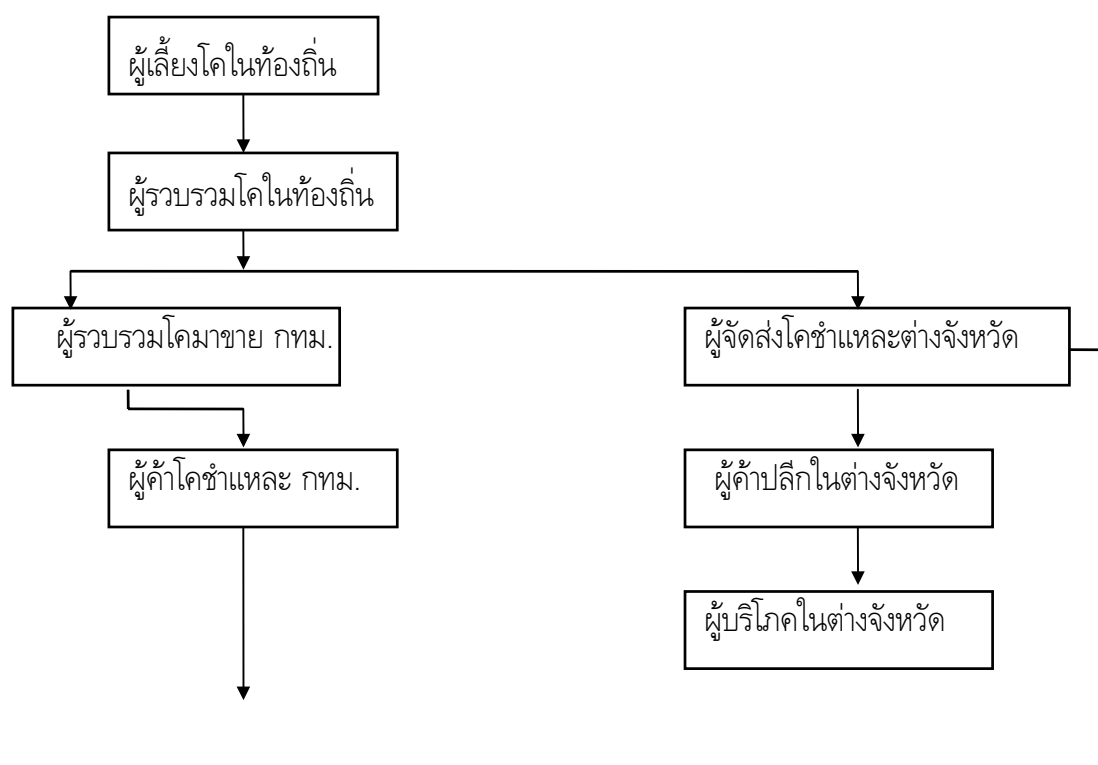 ผู้เลี้ยงโคในท้องถิ่น
ผู้รวบรวมโคในท้องถิ่น
ผู้รวบรวมโคมาขาย กทม.
ผู้จัดส่งโคชำแหละต่างจังหวัด
ผู้ค้าโคชำแหละ กทม.
ผู้ค้าปลีกในต่างจังหวัด
ผู้บริโภคในต่างจังหวัด